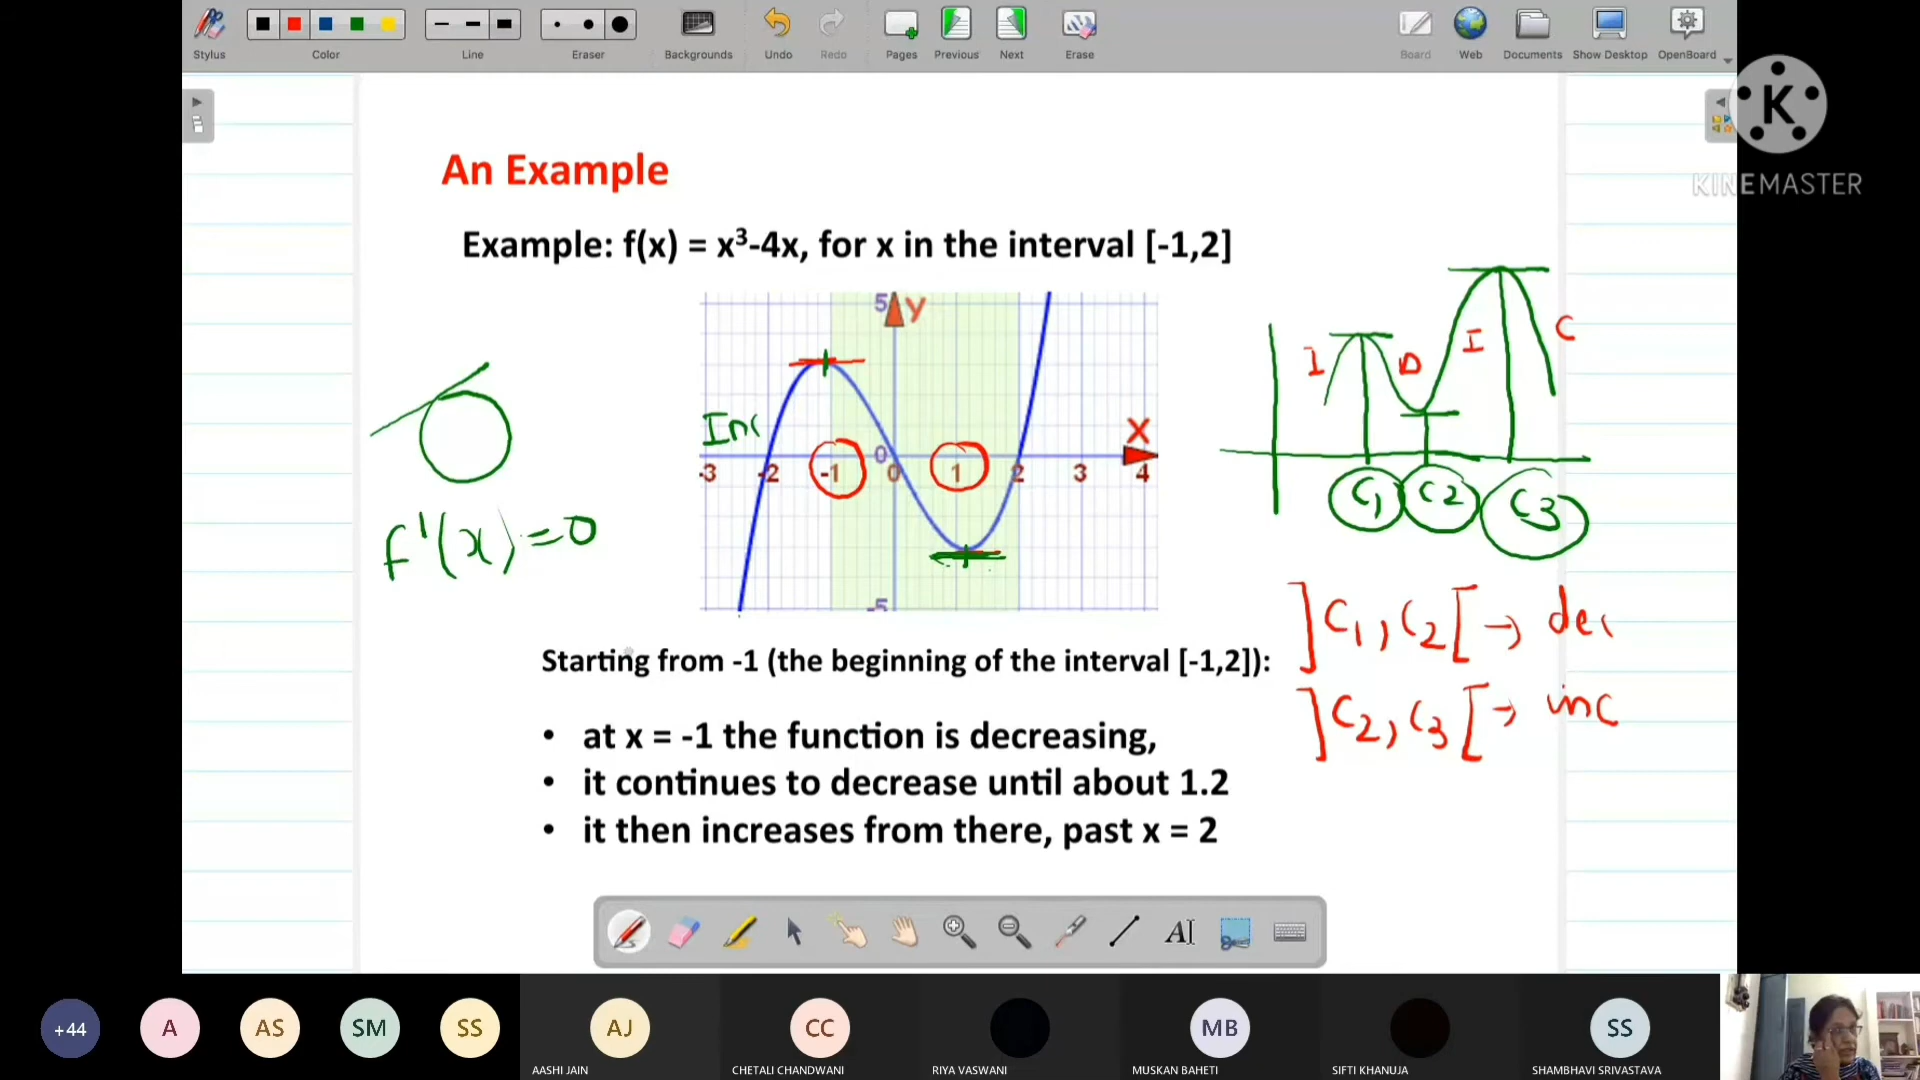 Stylus Color Line Eraser Backgrounds Undo Redo Pages Previous Next Erase Board Web Documents Show Desktop OpenBoard
K
KINEMASTER
An Example
Example: f(x) = x³-4x, for x in the interval [-1,2]
5 Y
Inc
X
-3 -2 -1 0 0 1 2 3 4
-5
f'(x)=0
I D I C
C1 C2 C3
]C1, C2[ → dec
]C2, C3[ → inc
Starting from -1 (the beginning of the interval [-1,2]):
• at x = -1 the function is decreasing,
• it continues to decrease until about 1.2
• it then increases from there, past x = 2
AI
+44 A AS SM SS AJ CC MB SS
AASHI JAIN CHETALI CHANDWANI RIYA VASWANI MUSKAN BAHETI SIFTI KHANUJA SHAMBHAVI SRIVASTAVA